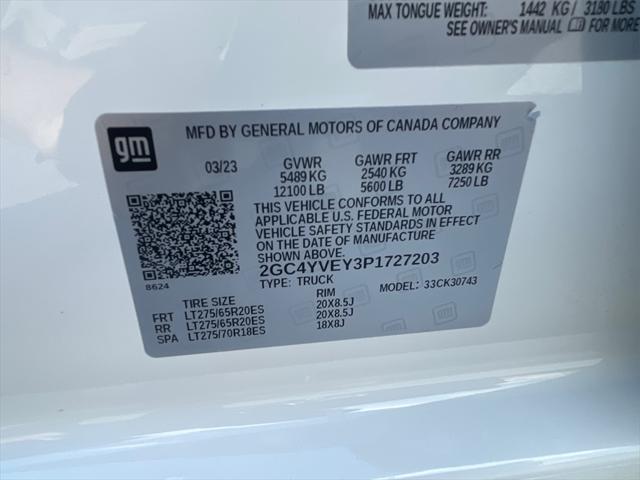 MAX TONGUE WEIGHT: 1442 KG / 3180 LBS
SEE OWNER'S MANUAL FOR MORE
gm
MFD BY GENERAL MOTORS OF CANADA COMPANY
03/23 GVWR GAWR FRT GAWR RR
5489 KG 2540 KG 3289 KG
12100 LB 5600 LB 7250 LB
THIS VEHICLE CONFORMS TO ALL
APPLICABLE U.S. FEDERAL MOTOR
VEHICLE SAFETY STANDARDS IN EFFECT
ON THE DATE OF MANUFACTURE
SHOWN ABOVE.
2GC4YVEY3P1727203
TYPE: TRUCK MODEL: 33CK30743
8624
TIRE SIZE RIM
FRT LT275/65R20ES 20X8.5J
RR LT275/65R20ES 20X8.5J
SPA LT275/70R18ES 18X8J